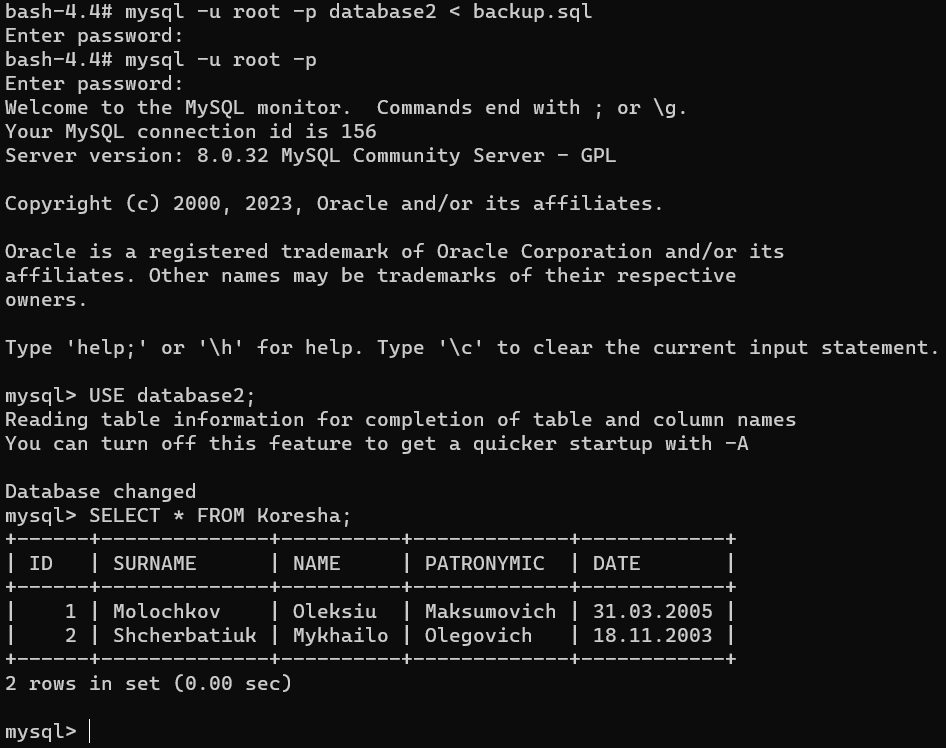 bash-4.4# mysql -u root -p database2 < backup.sql
Enter password:
bash-4.4# mysql -u root -p
Enter password:
Welcome to the MySQL monitor.  Commands end with ; or \g.
Your MySQL connection id is 156
Server version: 8.0.32 MySQL Community Server - GPL

Copyright (c) 2000, 2023, Oracle and/or its affiliates.

Oracle is a registered trademark of Oracle Corporation and/or its
affiliates. Other names may be trademarks of their respective
owners.

Type 'help;' or '\h' for help. Type '\c' to clear the current input statement.

mysql> USE database2;
Reading table information for completion of table and column names
You can turn off this feature to get a quicker startup with -A

Database changed
mysql> SELECT * FROM Koresha;
+------+--------------+----------+-------------+------------+
| ID   | SURNAME      | NAME     | PATRONYMIC  | DATE       |
+------+--------------+----------+-------------+------------+
|    1 | Molochkov    | Oleksiu  | Maksumovich | 31.03.2005 |
|    2 | Shcherbatiuk | Mykhailo | Olegovich   | 18.11.2003 |
+------+--------------+----------+-------------+------------+
2 rows in set (0.00 sec)

mysql>